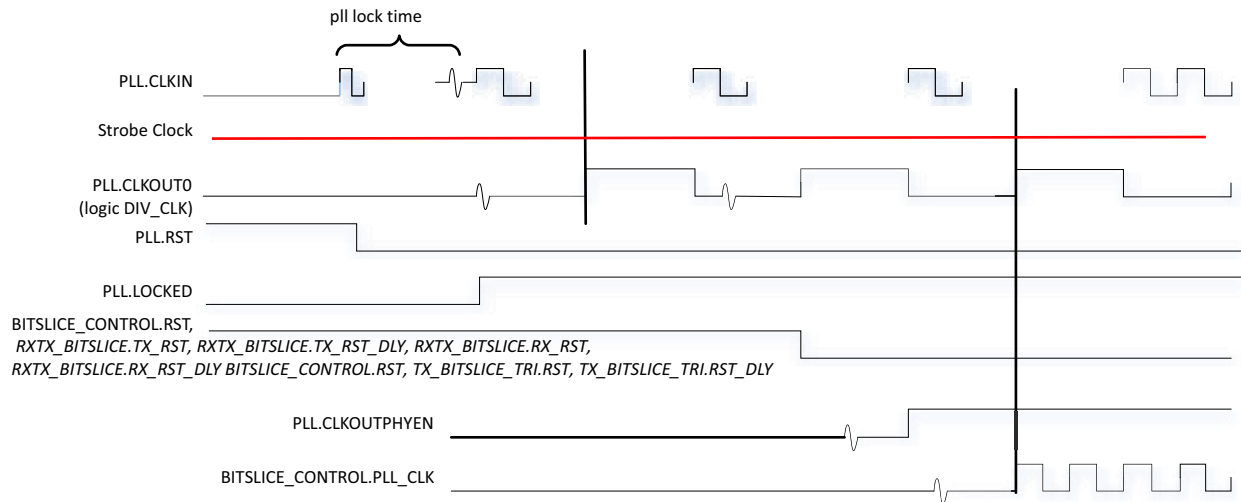 pll lock time
PLL.CLKIN
Strobe Clock
PLL.CLKOUT0
(logic DIV_CLK)
PLL.RST
PLL.LOCKED
BITSLICE_CONTROL.RST,
RXTX_BITSLICE.TX_RST, RXTX_BITSLICE.TX_RST_DLY, RXTX_BITSLICE.RX_RST,
RXTX_BITSLICE.RX_RST_DLY BITSLICE_CONTROL.RST, TX_BITSLICE_TRI.RST, TX_BITSLICE_TRI.RST_DLY
PLL.CLKOUTPHYEN
BITSLICE_CONTROL.PLL_CLK